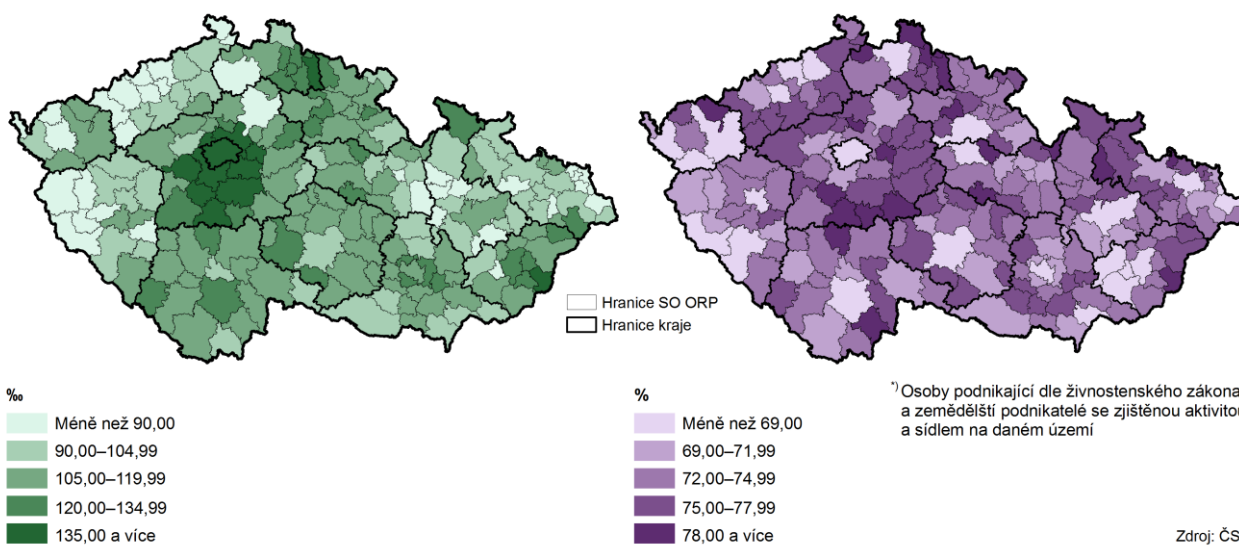 Hranice SO ORP
Hranice kraje
‰
Méně než 90,00
90,00–104,99
105,00–119,99
120,00–134,99
135,00 a více
%
Méně než 69,00
69,00–71,99
72,00–74,99
75,00–77,99
78,00 a více
*) Osoby podnikající dle živnostenského zákona
a zemědělští podnikatelé se zjištěnou aktivitou
a sídlem na daném území
Zdroj: ČS